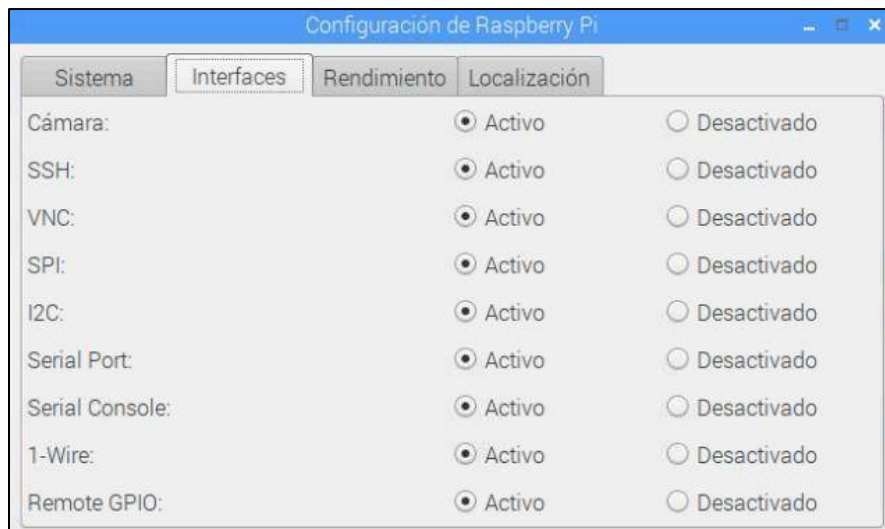 Configuración de Raspberry Pi
Sistema Interfaces Rendimiento Localización
Cámara: Activo Desactivado
SSH: Activo Desactivado
VNC: Activo Desactivado
SPI: Activo Desactivado
I2C: Activo Desactivado
Serial Port: Activo Desactivado
Serial Console: Activo Desactivado
1-Wire: Activo Desactivado
Remote GPIO: Activo Desactivado